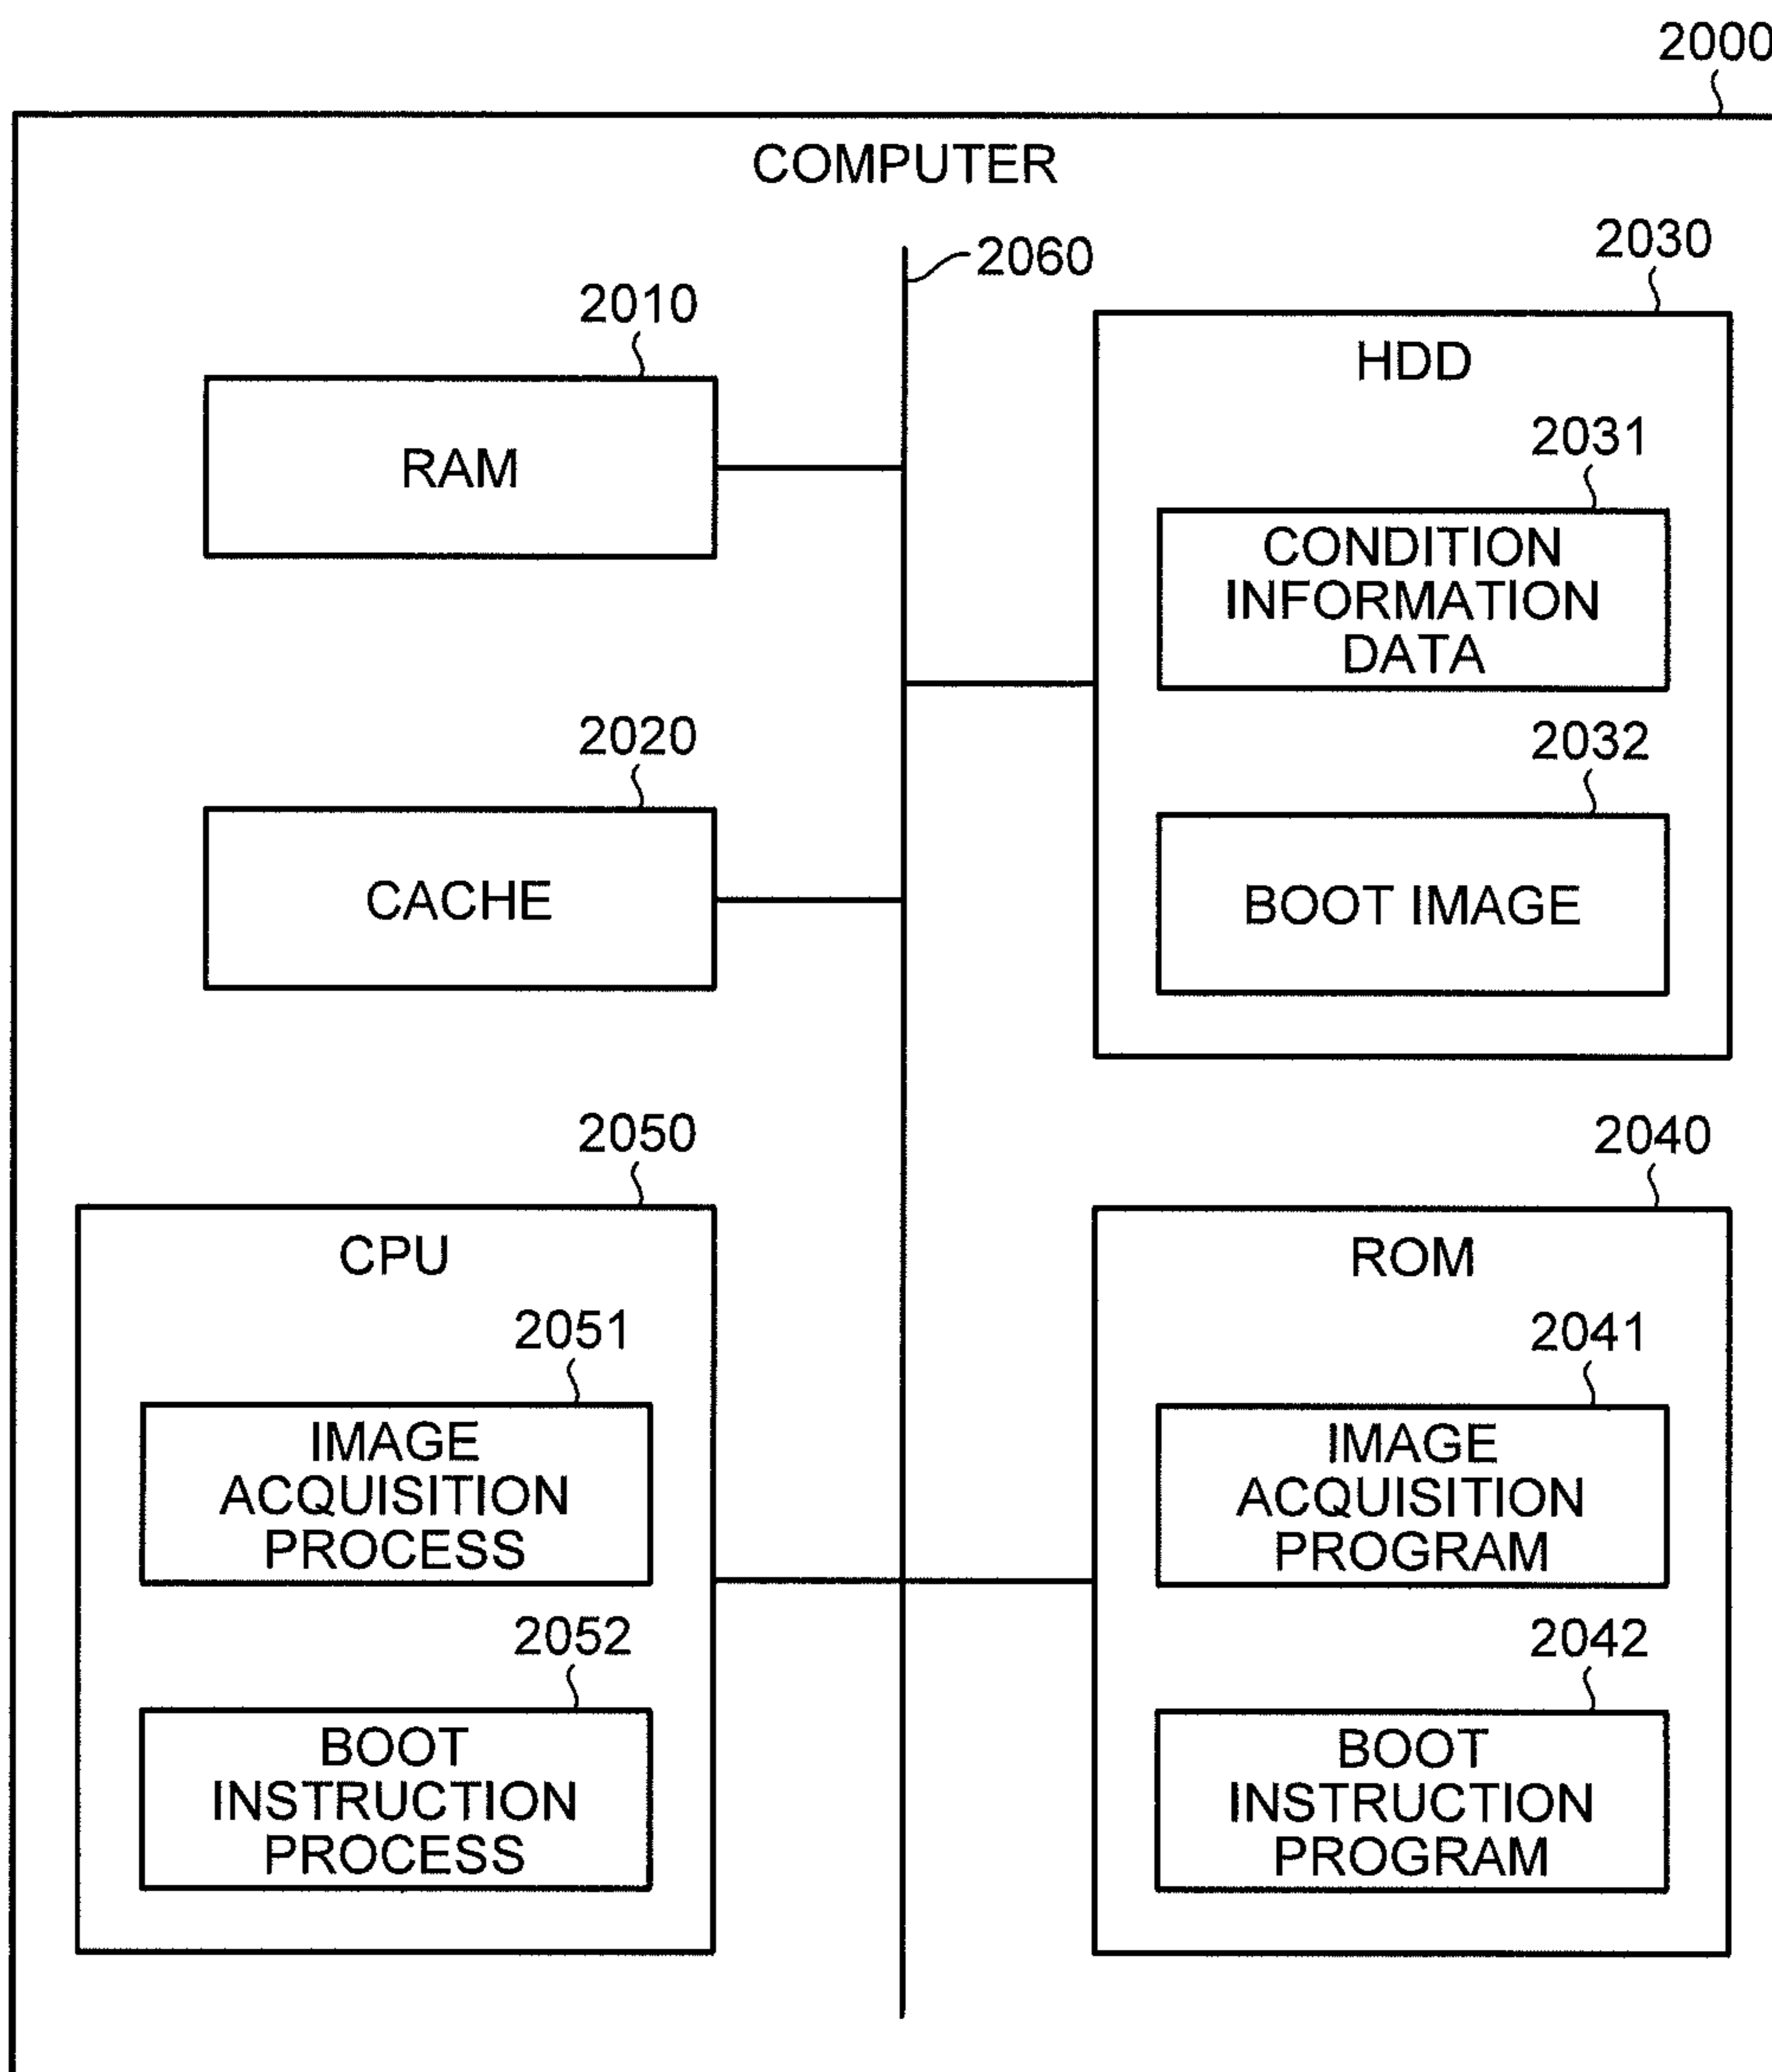 2000
COMPUTER
2060
2010
RAM
2020
CACHE
2030
HDD
2031
CONDITION
INFORMATION
DATA
2032
BOOT IMAGE
2050
CPU
2051
IMAGE
ACQUISITION
PROCESS
2052
BOOT
INSTRUCTION
PROCESS
2040
ROM
2041
IMAGE
ACQUISITION
PROGRAM
2042
BOOT
INSTRUCTION
PROGRAM